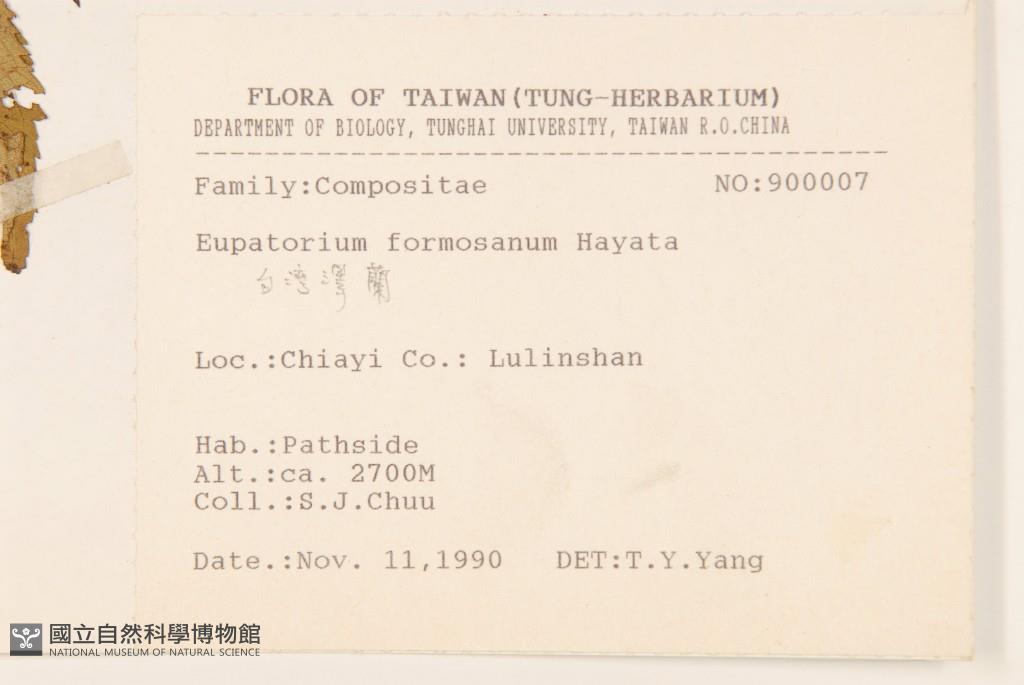 FLORA OF TAIWAN(TUNG-HERBARIUM)
DEPARTMENT OF BIOLOGY, TUNGHAI UNIVERSITY, TAIWAN R.O.CHINA
Family:Compositae NO:900007
Eupatorium formosanum Hayata
台灣澤蘭
Loc.:Chiayi Co.: Lulinshan
Hab.:Pathside
Alt.:ca. 2700M
Coll.:S.J.Chuu
Date.:Nov. 11,1990 DET:T.Y.Yang
國立自然科學博物館
NATIONAL MUSEUM OF NATURAL SCIENCE